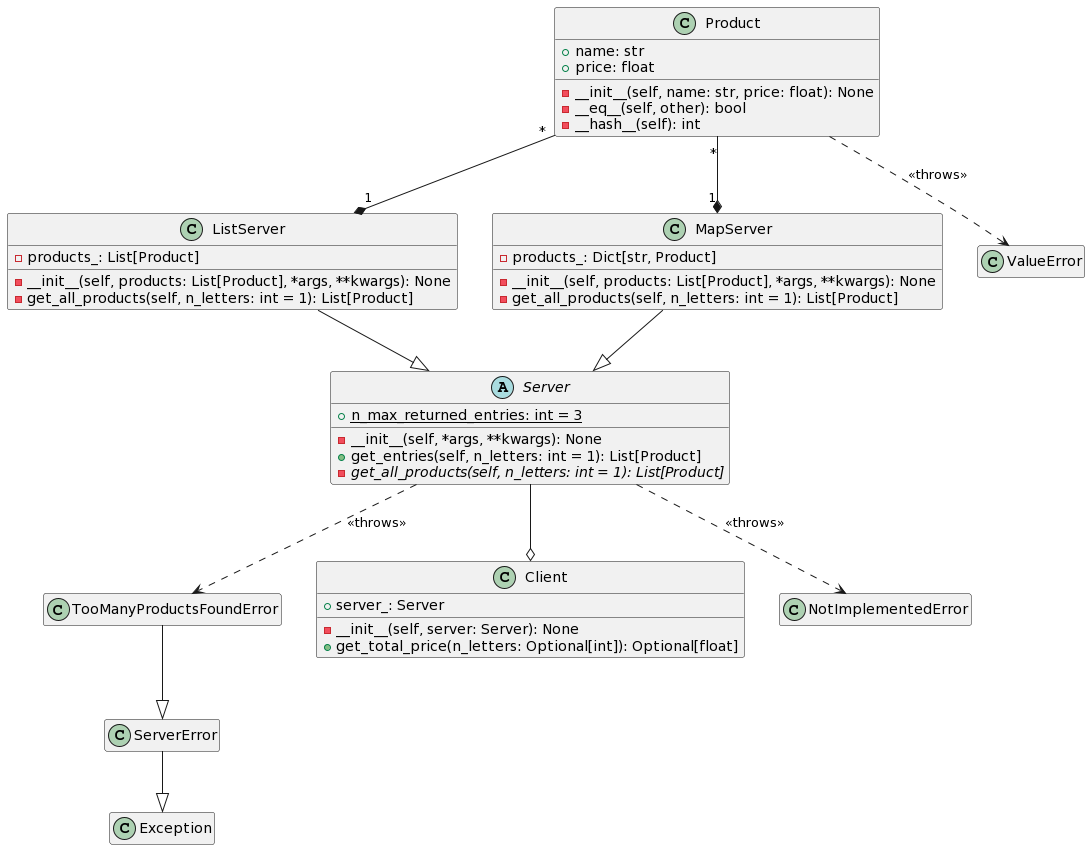 C Product
name: str
price: float
__init__(self, name: str, price: float): None
__eq__(self, other): bool
__hash__(self): int
*
*
«throws»
1
1
C ListServer
products_: List[Product]
__init__(self, products: List[Product], *args, **kwargs): None
get_all_products(self, n_letters: int = 1): List[Product]
C MapServer
products_: Dict[str, Product]
__init__(self, products: List[Product], *args, **kwargs): None
get_all_products(self, n_letters: int = 1): List[Product]
C ValueError
A Server
n_max_returned_entries: int = 3
__init__(self, *args, **kwargs): None
get_entries(self, n_letters: int = 1): List[Product]
get_all_products(self, n_letters: int = 1): List[Product]
«throws»
«throws»
C TooManyProductsFoundError
C Client
server_: Server
__init__(self, server: Server): None
get_total_price(n_letters: Optional[int]): Optional[float]
C NotImplementedError
C ServerError
C Exception